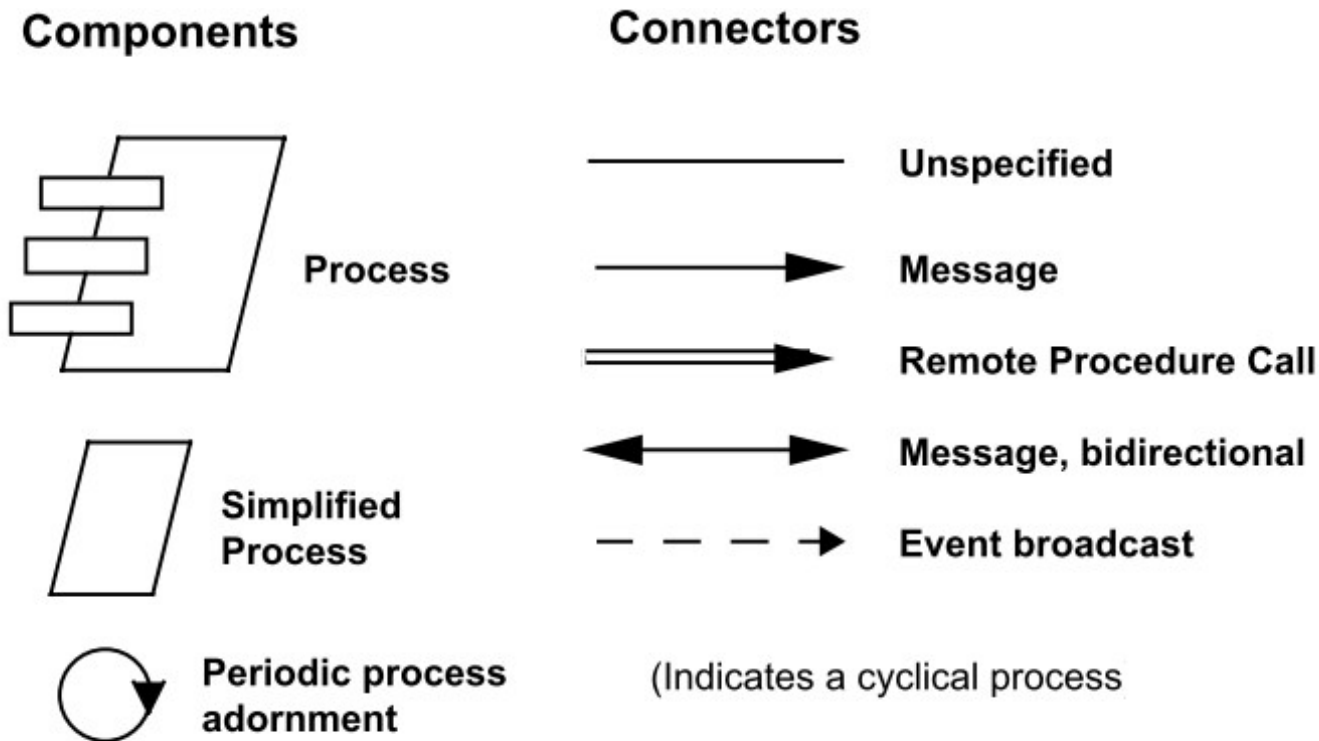 Components
Connectors
Process
Simplified
Process
Periodic process
adornment
Unspecified
Message
Remote Procedure Call
Message, bidirectional
Event broadcast
(Indicates a cyclical process